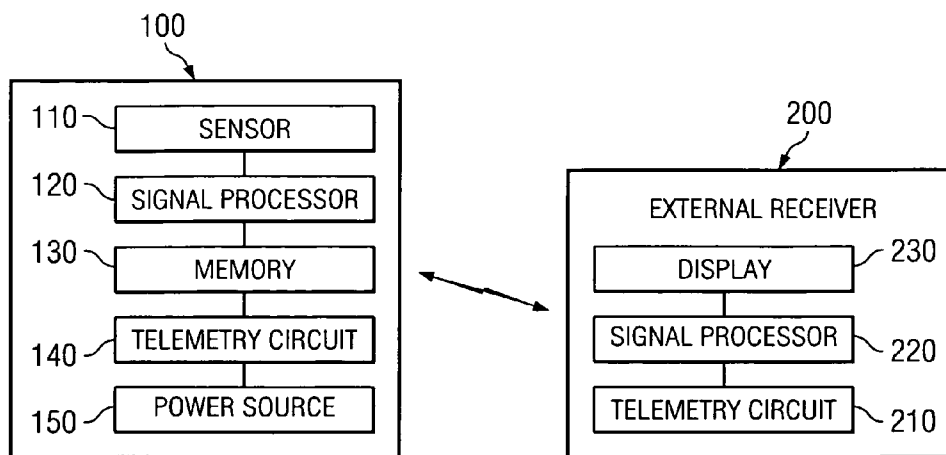 100
110
SENSOR
120
SIGNAL PROCESSOR
130
MEMORY
140
TELEMETRY CIRCUIT
150
POWER SOURCE
200
EXTERNAL RECEIVER
DISPLAY
230
SIGNAL PROCESSOR
220
TELEMETRY CIRCUIT
210